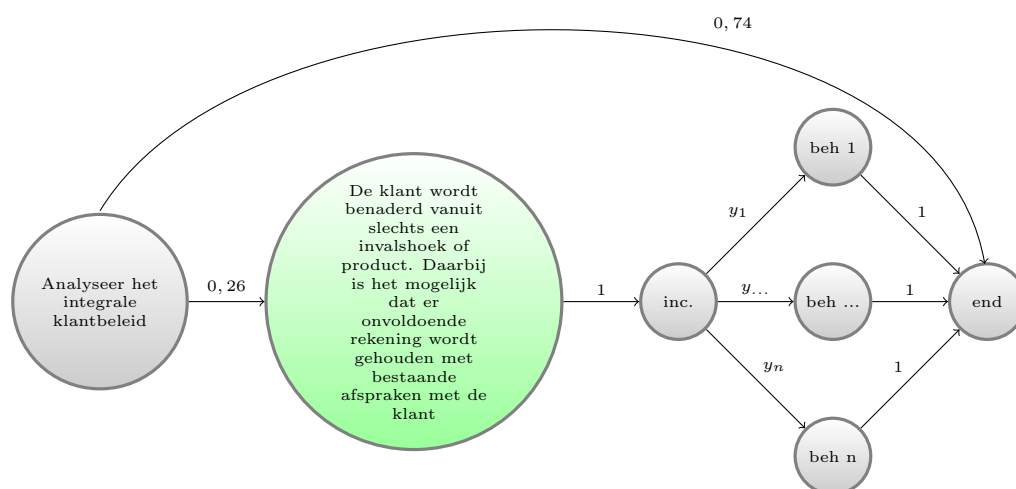 0, 74
Analyseer het
integrale
klantbeleid
0, 26
De klant wordt
benaderd vanuit
slechts een
invalshoek of
product. Daarbij
is het mogelijk
dat er
onvoldoende
rekening wordt
gehouden met
bestaande
afspraken met de
klant
1
inc.
y1
y...
yn
beh 1
beh ...
beh n
1
1
1
end